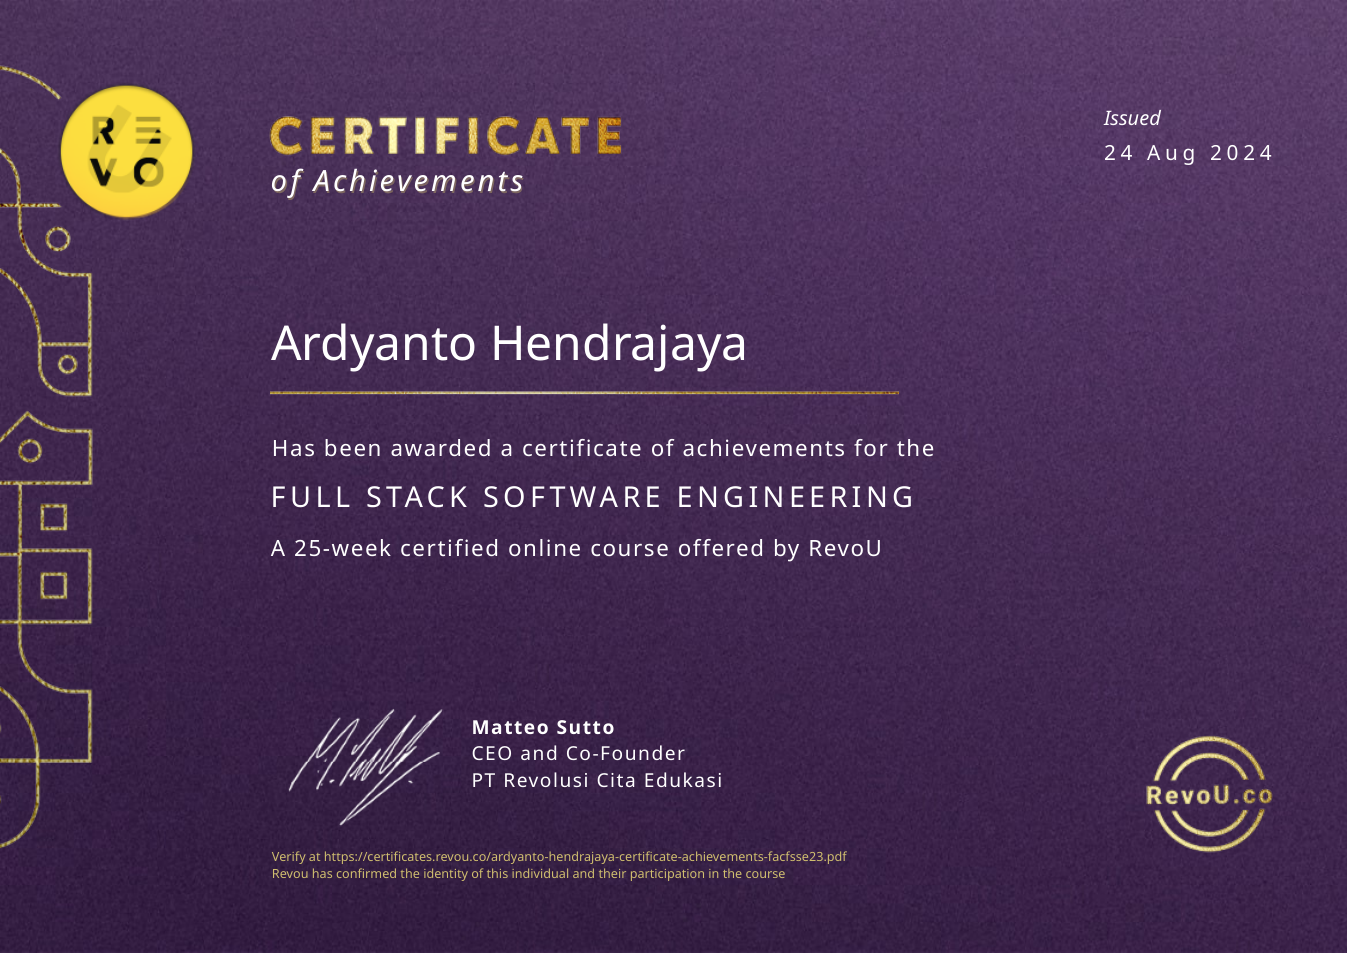 RE
VO
CERTIFICATE
of Achievements
Issued
24 Aug 2024
Ardyanto Hendrajaya
Has been awarded a certificate of achievements for the
FULL STACK SOFTWARE ENGINEERING
A 25-week certified online course offered by RevoU
Matteo Sutto
CEO and Co-Founder
PT Revolusi Cita Edukasi
RevoU.co
Verify at https://certificates.revou.co/ardyanto-hendrajaya-certificate-achievements-facfsse23.pdf
Revou has confirmed the identity of this individual and their participation in the course